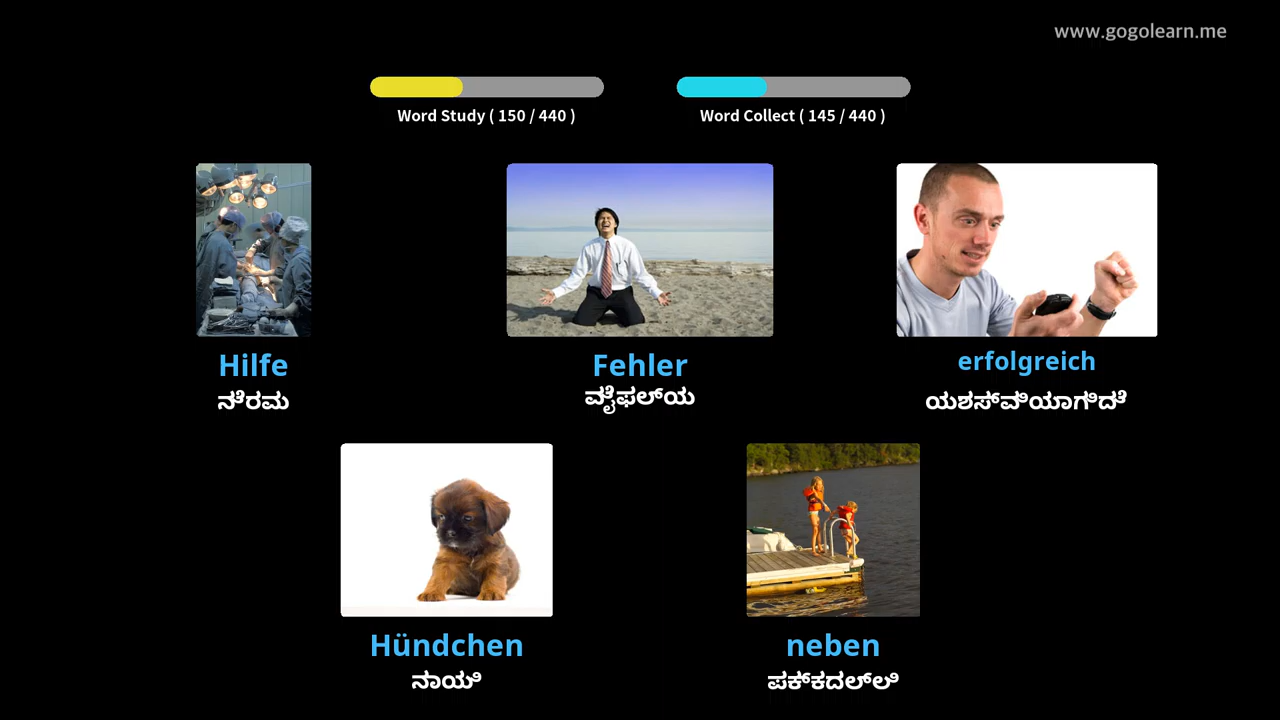 www.gogolearn.me
Word Study ( 150 / 440 )
Word Collect ( 145 / 440 )
Hilfe
ನೆರವು
Fehler
ವೈಫಲ್ಯ
erfolgreich
ಯಶಸ್ವಿಯಾಗಿದೆ
Hündchen
ನಾಯಿ
neben
ಪಕ್ಕದಲ್ಲಿ